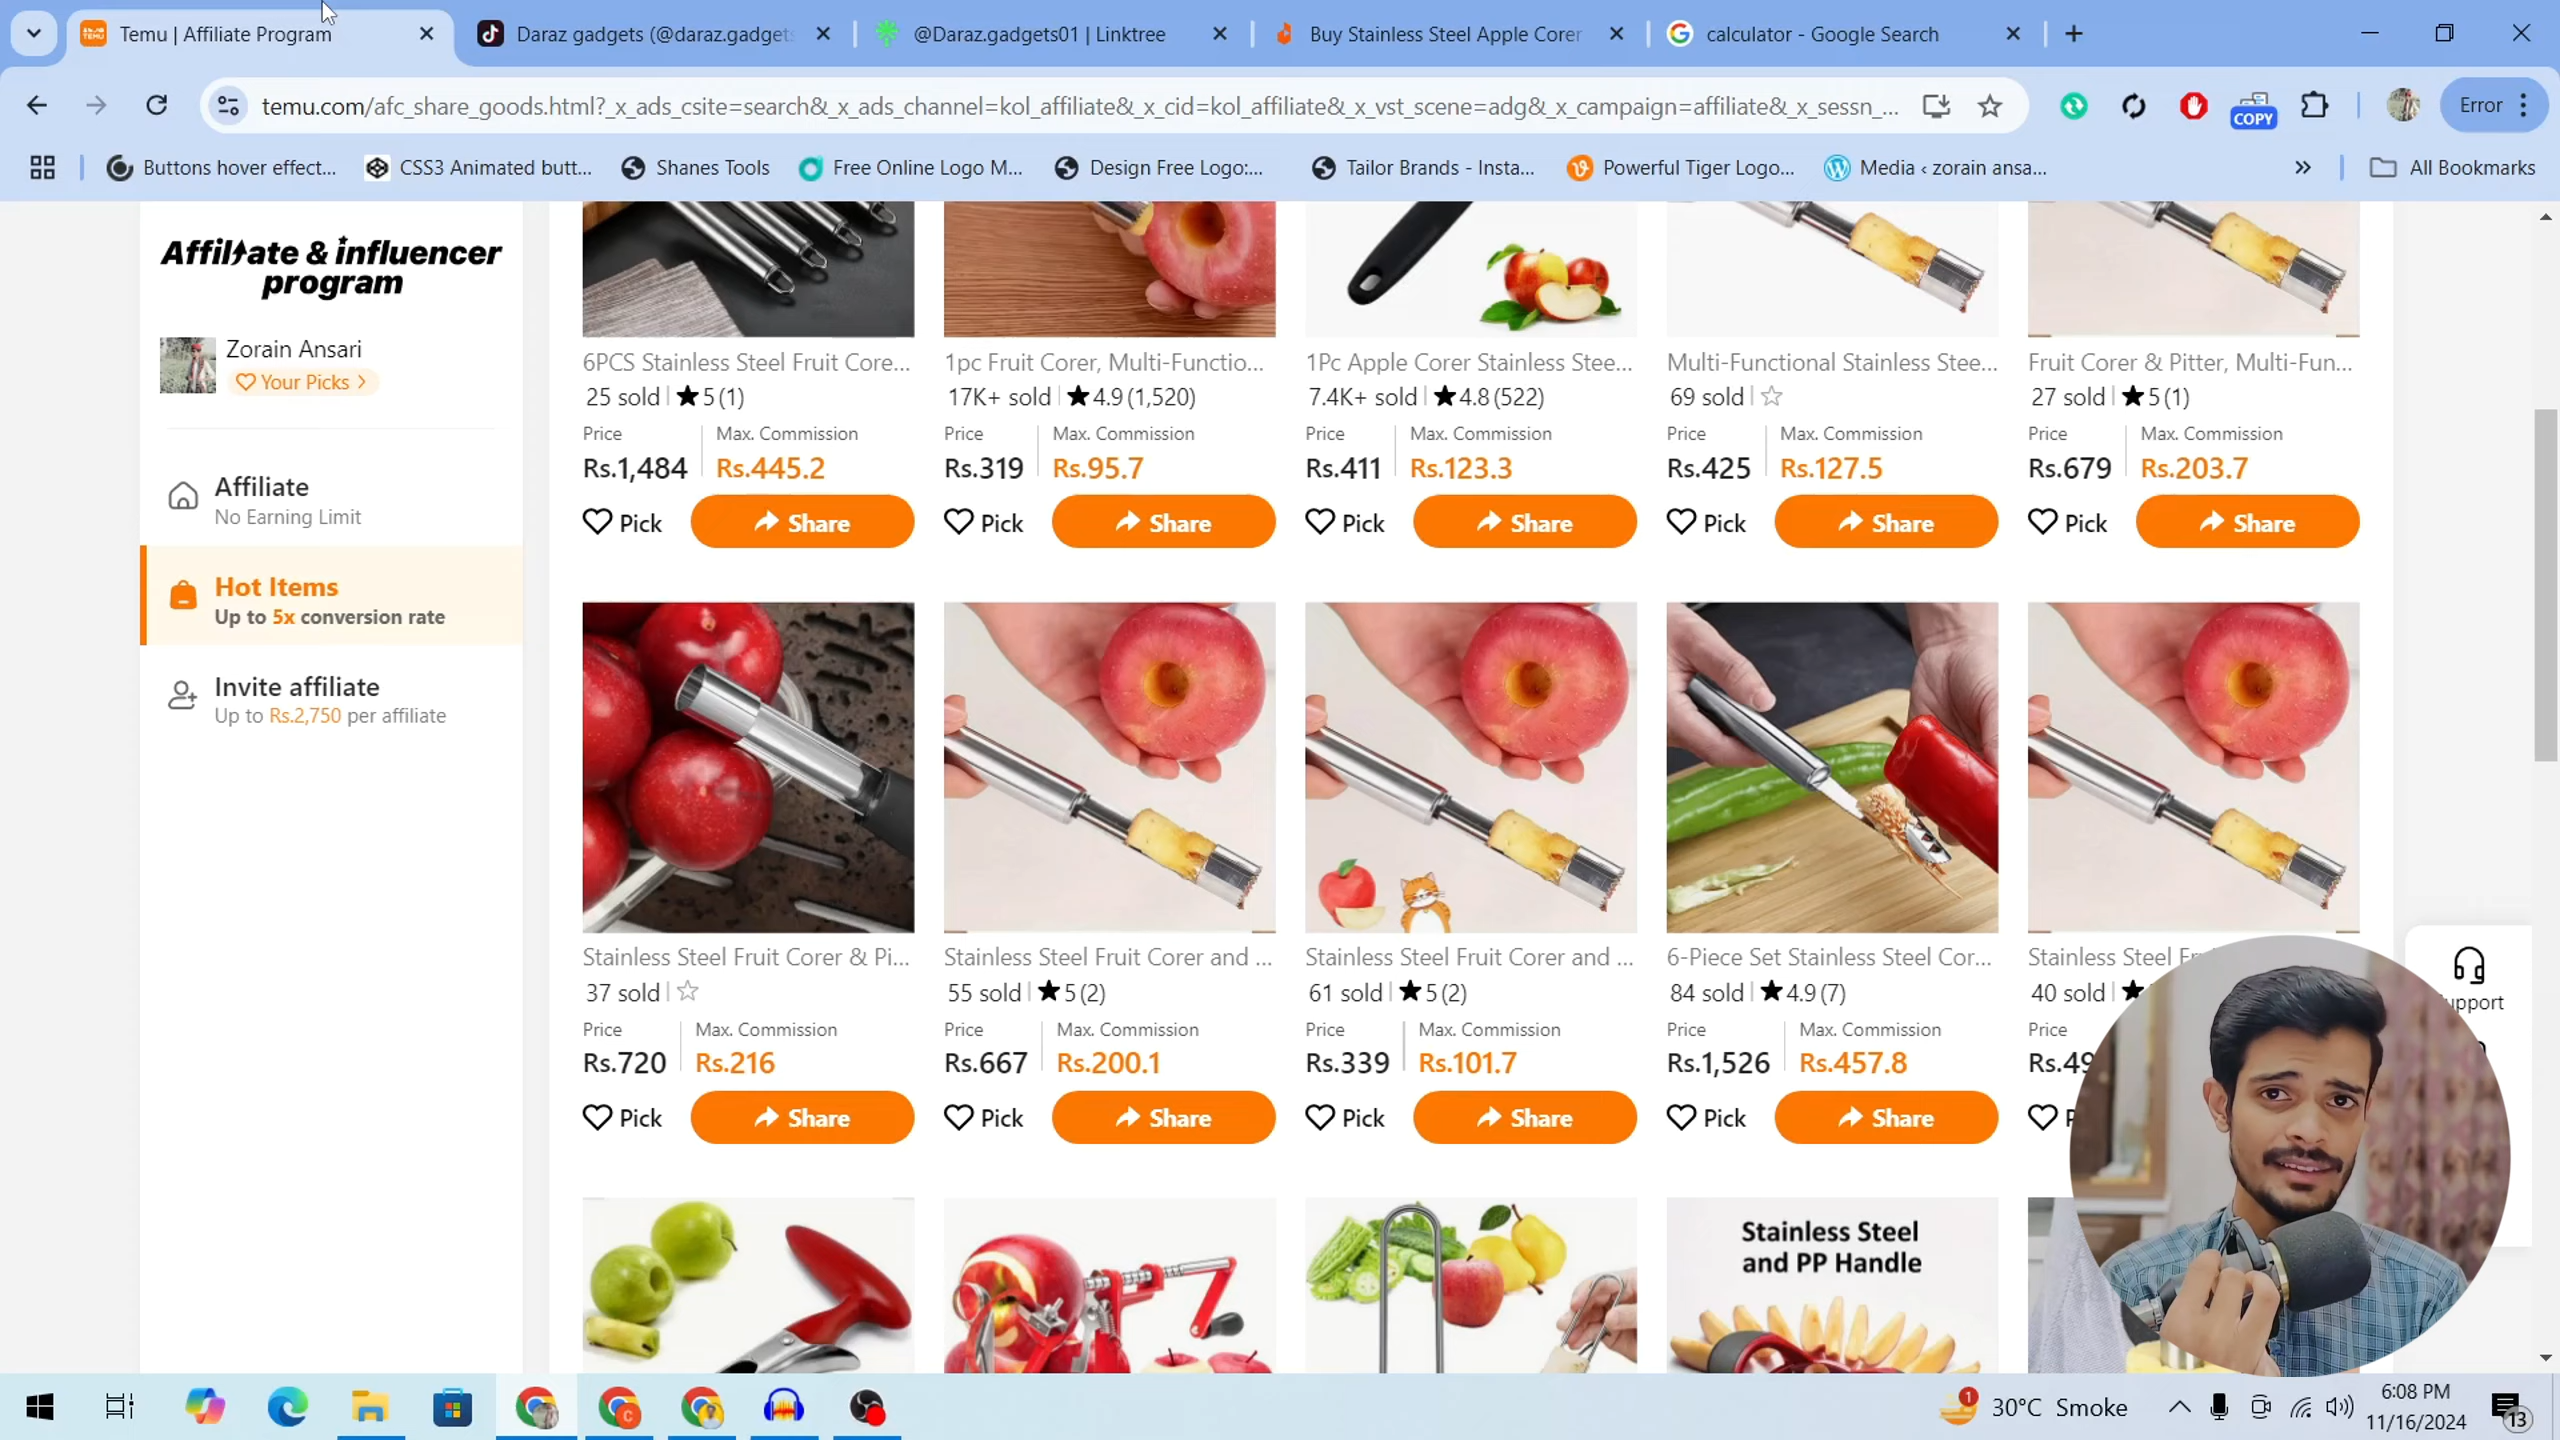 Temu | Affiliate Program
Daraz gadgets (@daraz.gadgets
@Daraz.gadgets01 | Linktree
Buy Stainless Steel Apple Corer
calculator - Google Search
temu.com/afc_share_goods.html?_x_ads_csite=search&_x_ads_channel=kol_affiliate&_x_cid=kol_affiliate&_x_vst_scene=adg&_x_campaign=affiliate&_x_sessn_...
COPY
Error
Buttons hover effect...
CSS3 Animated butt...
Shanes Tools
Free Online Logo M...
Design Free Logo:...
Tailor Brands - Insta...
Powerful Tiger Logo...
Media ‹ zorain ansa...
»
All Bookmarks
Affiliate & influencer
program
Zorain Ansari
Your Picks >
Affiliate
No Earning Limit
Hot Items
Up to 5x conversion rate
Invite affiliate
Up to Rs.2,750 per affiliate
6PCS Stainless Steel Fruit Core...
25 sold | ★ 5 (1)
Price Max. Commission
Rs.1,484 Rs.445.2
Pick Share
1pc Fruit Corer, Multi-Functio...
17K+ sold | ★ 4.9 (1,520)
Price Max. Commission
Rs.319 Rs.95.7
Pick Share
1Pc Apple Corer Stainless Stee...
7.4K+ sold | ★ 4.8 (522)
Price Max. Commission
Rs.411 Rs.123.3
Pick Share
Multi-Functional Stainless Stee...
69 sold | ☆
Price Max. Commission
Rs.425 Rs.127.5
Pick Share
Fruit Corer & Pitter, Multi-Fun...
27 sold | ★ 5 (1)
Price Max. Commission
Rs.679 Rs.203.7
Pick Share
Stainless Steel Fruit Corer & Pi...
37 sold | ☆
Price Max. Commission
Rs.720 Rs.216
Pick Share
Stainless Steel Fruit Corer and ...
55 sold | ★ 5 (2)
Price Max. Commission
Rs.667 Rs.200.1
Pick Share
Stainless Steel Fruit Corer and ...
61 sold | ★ 5 (2)
Price Max. Commission
Rs.339 Rs.101.7
Pick Share
6-Piece Set Stainless Steel Cor...
84 sold | ★ 4.9 (7)
Price Max. Commission
Rs.1,526 Rs.457.8
Pick Share
Stainless Steel
40 sold | ★
Price
Stainless Steel
and PP Handle
1
30°C Smoke
6:08 PM
11/16/2024
13